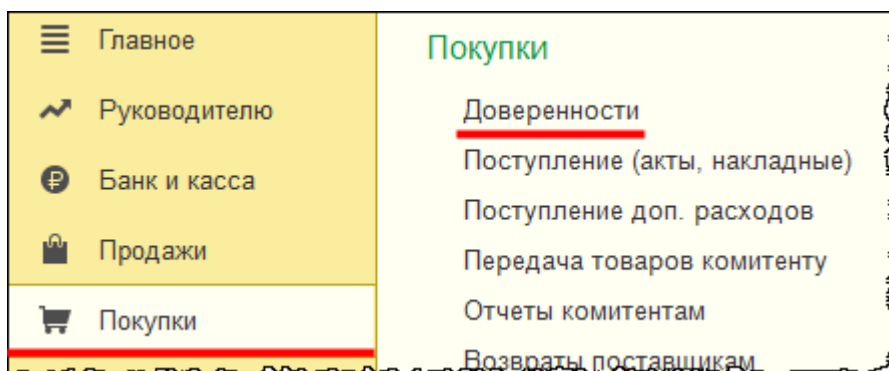 Главное
Руководителю
Банк и касса
Продажи
Покупки
Покупки
Доверенности
Поступление (акты, накладные)
Поступление доп. расходов
Передача товаров комитенту
Отчеты комитентам
Возвраты поставщикам